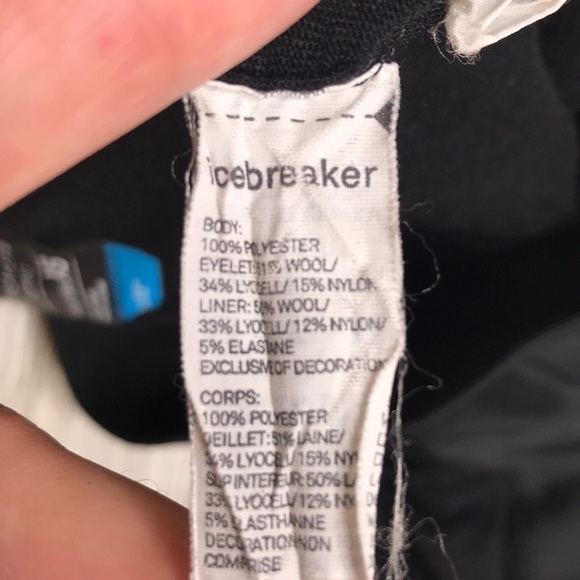 icebreaker
BODY:
100% POLYESTER
EYELET: 51% WOOL/
34% LYOCELL/ 15% NYLON
LINER: 50% WOOL/
33% LYOCELL/ 12% NYLON/
5% ELASTANE
EXCLUSIVE OF DECORATION
CORPS:
100% POLYESTER
OEILLET: 51% LAINE/
34% LYOCELL/ 15% NY
SLIP INTERIEUR: 50% L
33% LYOCELL/ 12% NY
5% ELASTHANNE
DECORATION NON
COMPRISE